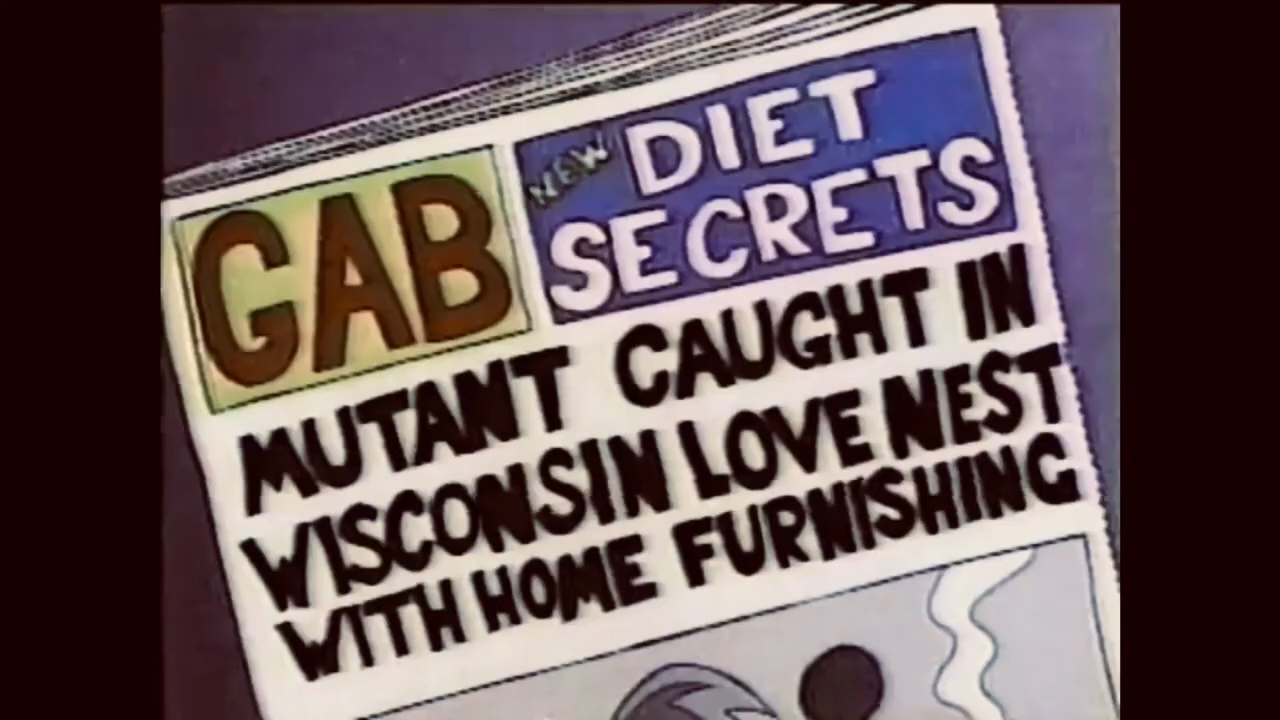 GAB
NEW DIET
SECRETS
MUTANT CAUGHT IN
WISCONSIN LOVE NEST
WITH HOME FURNISHING